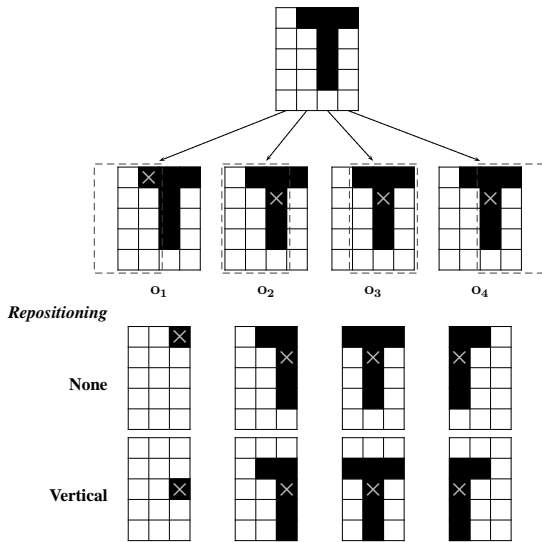 o₁ o₂ o₃ o₄
Repositioning
None
Vertical